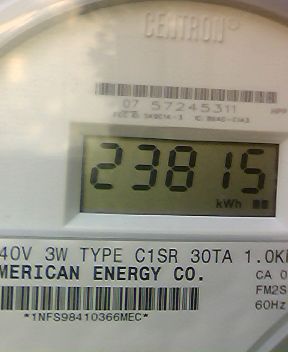 CENTRON®
07 57245311
23815
kWh
40V 3W TYPE C1SR 30TA 1.0K
MERICAN ENERGY CO.
CA 0
FM2S
60Hz
*1NFS98410366MEC*